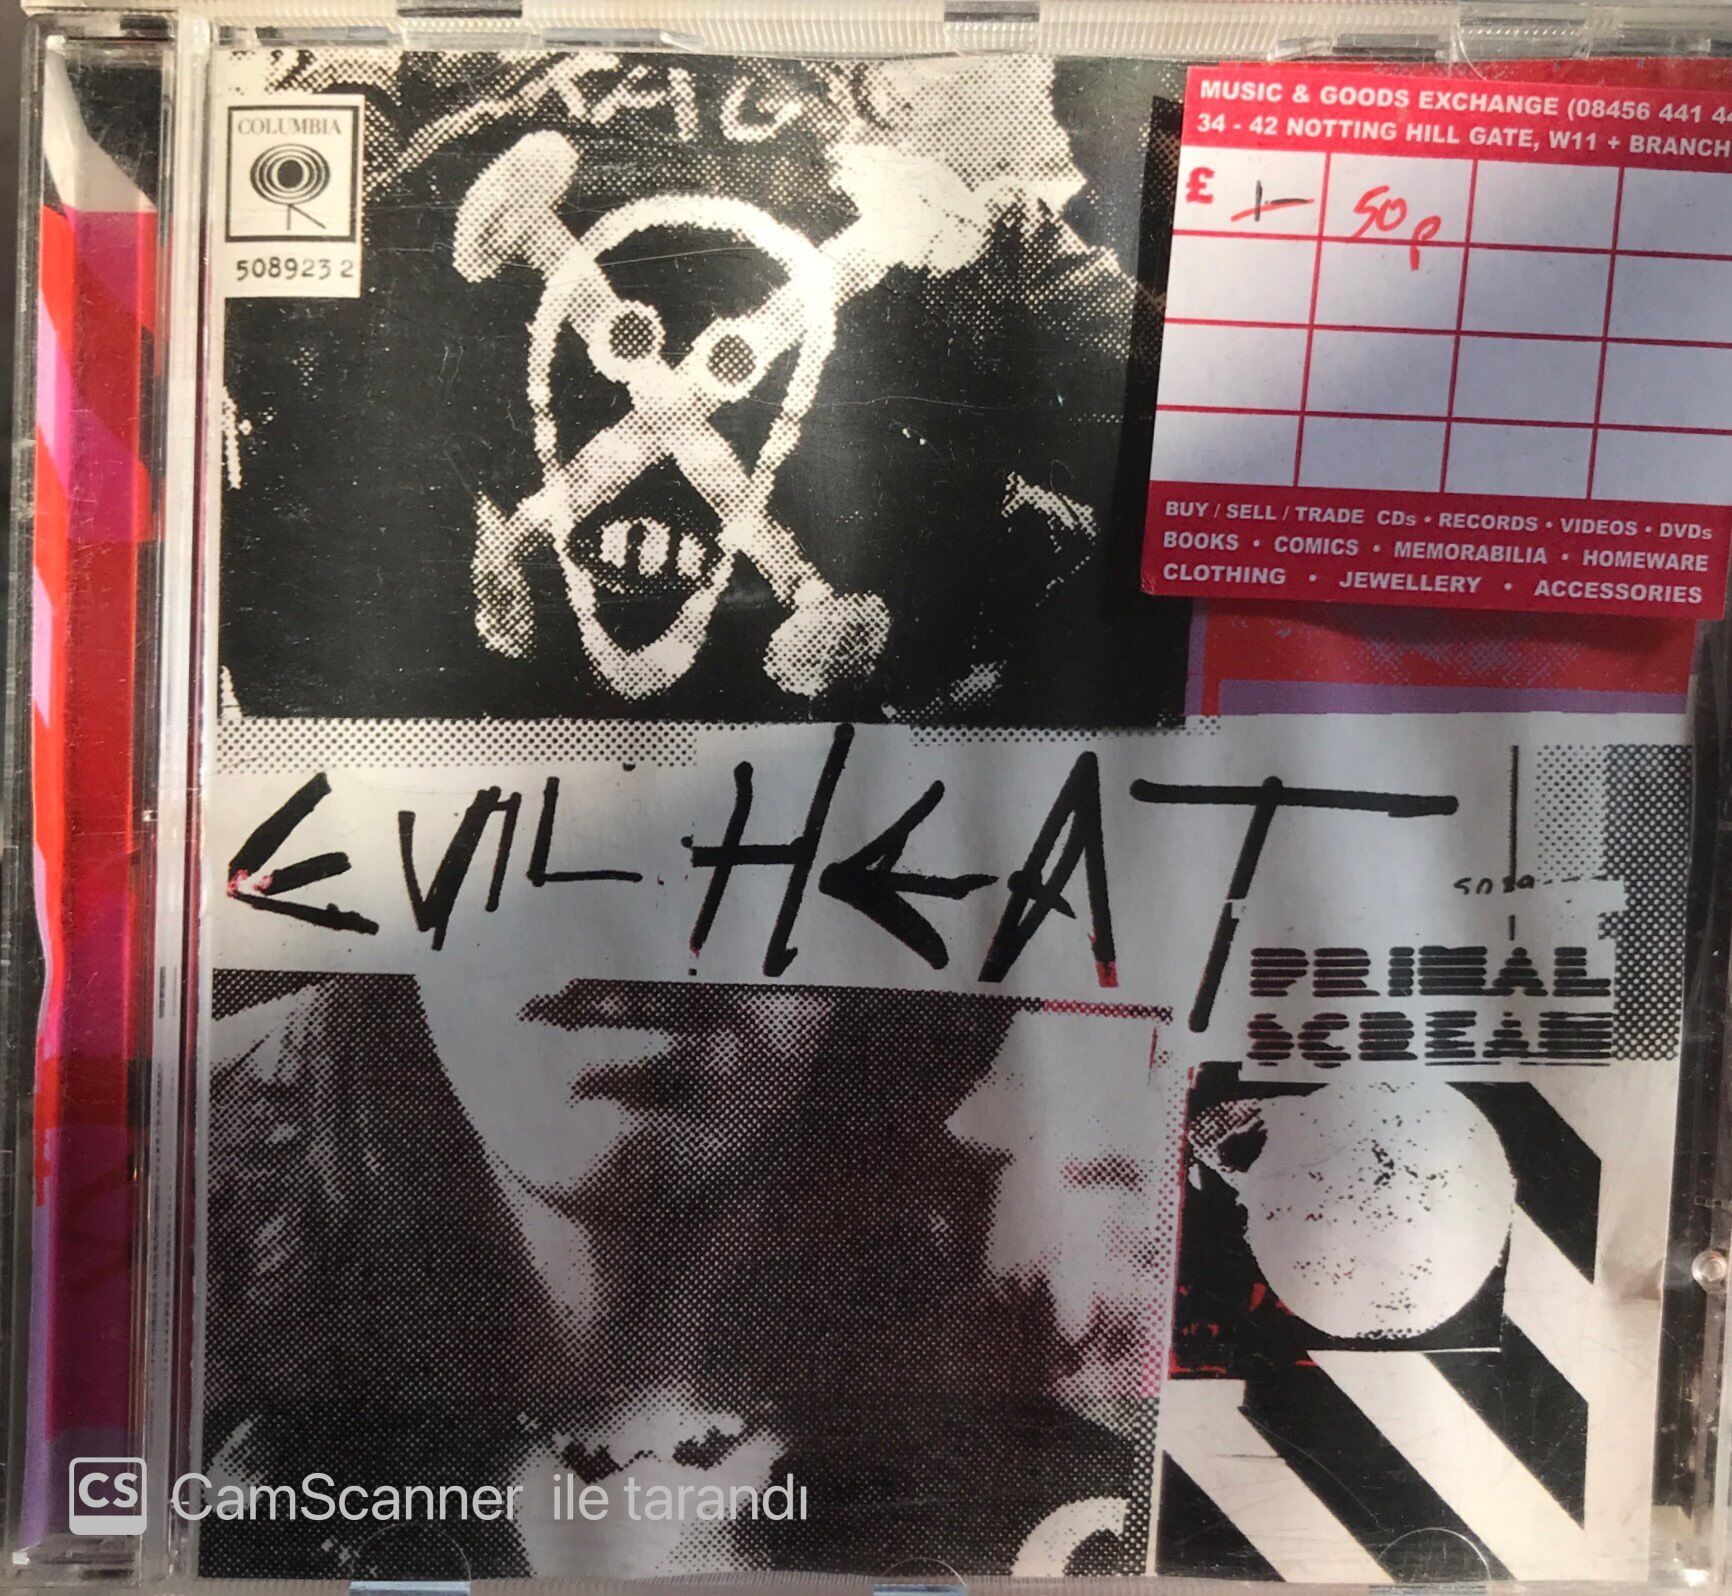 COLUMBIA
508923 2
MUSIC & GOODS EXCHANGE (08456 441 44
34 - 42 NOTTING HILL GATE, W11 + BRANCH
£ 1- 50p
BUY / SELL / TRADE CDs • RECORDS • VIDEOS • DVDs
BOOKS • COMICS • MEMORABILIA • HOMEWARE
CLOTHING • JEWELLERY • ACCESSORIES
EVIL HEAT
PRIMAL
SCREAM
CS CamScanner ile tarandı